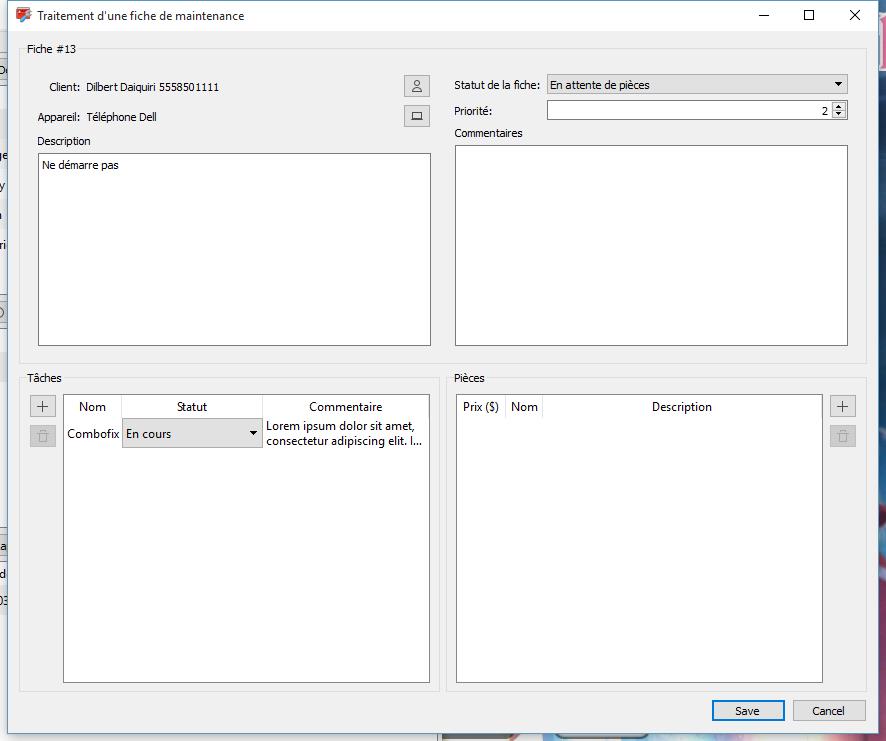 Traitement d'une fiche de maintenance
Fiche #13
Client: Dilbert Daiquiri 5558501111
Appareil: Téléphone Dell
Description
Ne démarre pas
Statut de la fiche: En attente de pièces
Priorité: 2
Commentaires
Tâches
Nom Statut Commentaire
Combofix En cours Lorem ipsum dolor sit amet,
consectetur adipiscing elit. I...
Pièces
Prix ($) Nom Description
Save Cancel